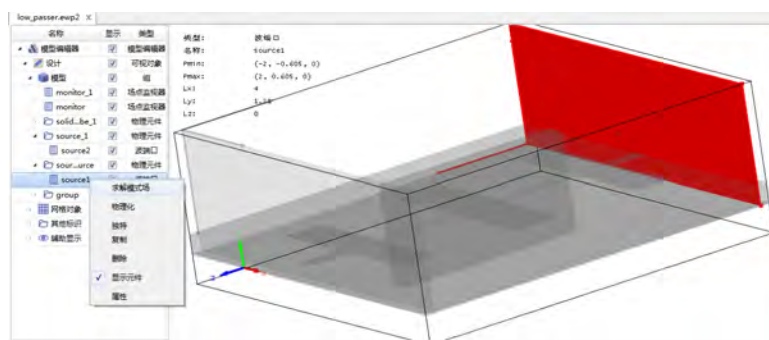 low_passer.ewp2 X
名称 显示 类型
模型编辑器 模型编辑器
设计 可视对象
模型 组
monitor_1 场点监视器
monitor 场点监视器
solid...be_1 物理元件
source_1 物理元件
source2 波端口
sour...urce 物理元件
source1 波端口
group
网格对象
其他标识
辅助显示
求解模式场
物理化
复制
删除
显示元件
属性
类型: 波端口
名称: source1
Pmin: (-2, -0.605, 0)
Pmax: (2, 0.605, 0)
Lx: 4
Ly:
Lz: 0